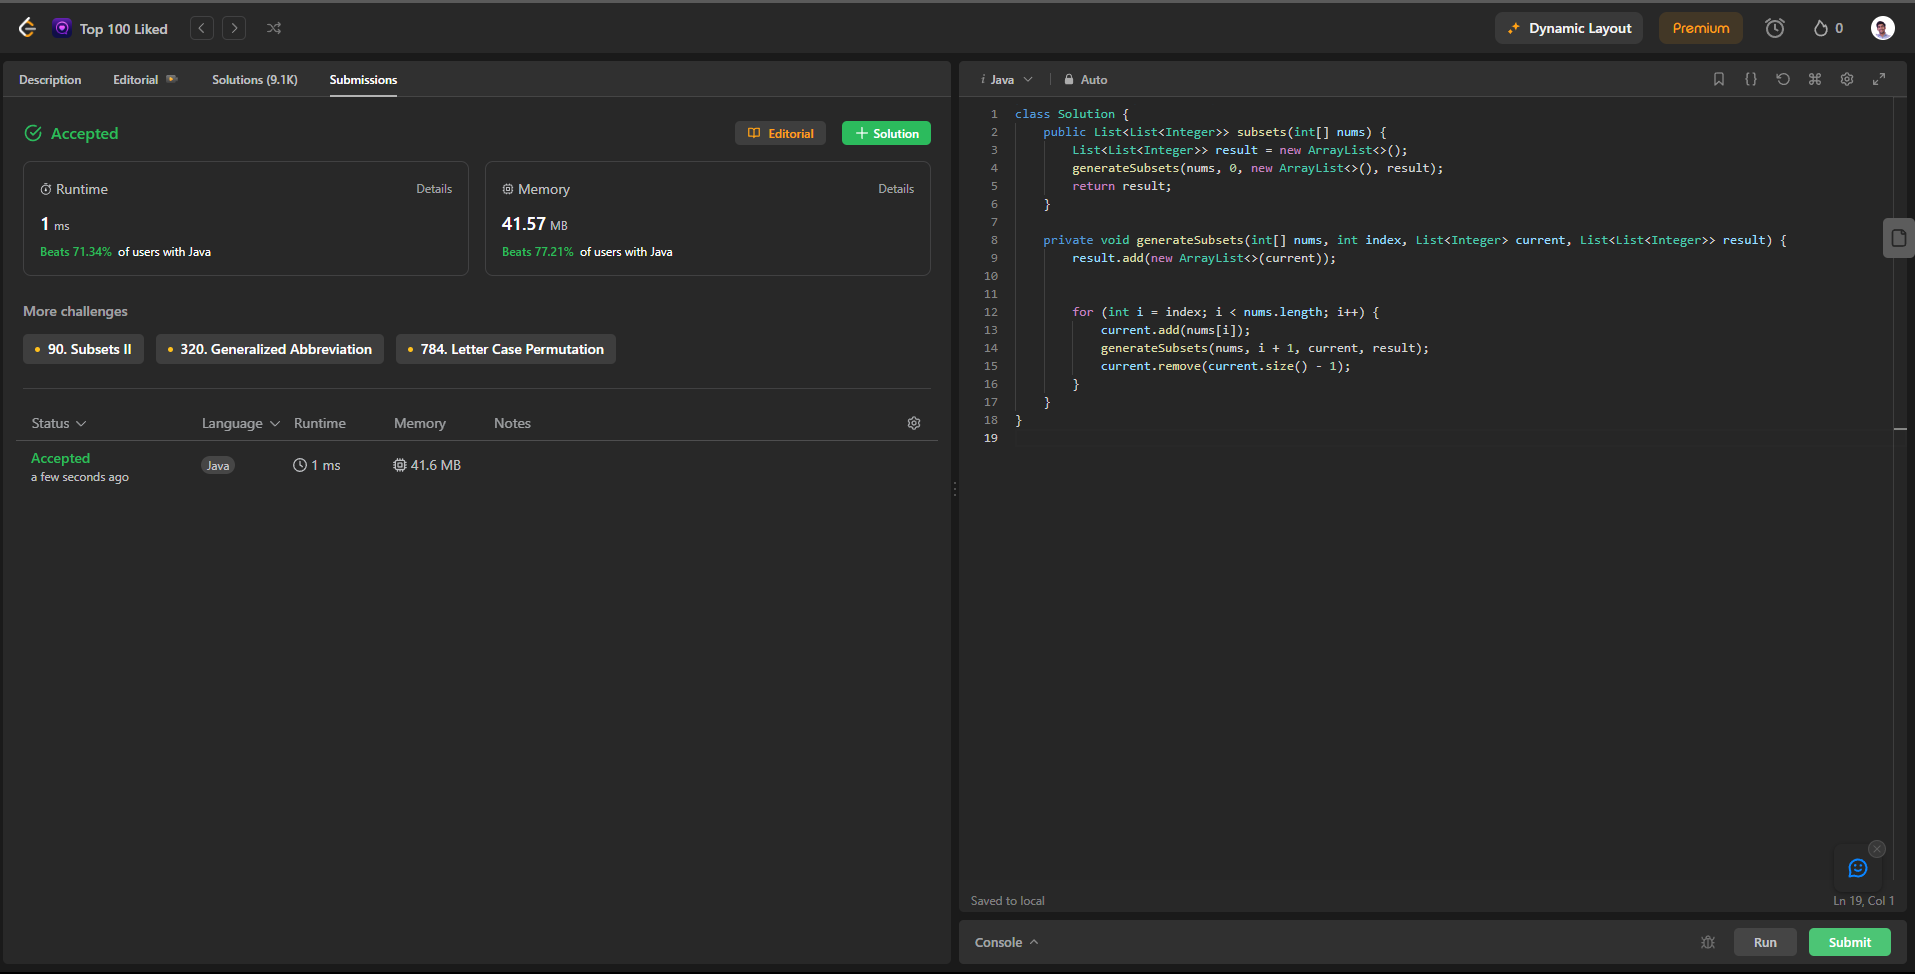 Top 100 Liked
Dynamic Layout
Premium
0
Description
Editorial
Solutions (9.1K)
Submissions
Accepted
Editorial
Solution
Runtime
Details
1 ms
Beats 71.34% of users with Java
Memory
Details
41.57 MB
Beats 77.21% of users with Java
More challenges
90. Subsets II
320. Generalized Abbreviation
784. Letter Case Permutation
Status
Language
Runtime
Memory
Notes
Accepted
a few seconds ago
Java
1 ms
41.6 MB
i Java
Auto
1 class Solution {
2     public List<List<Integer>> subsets(int[] nums) {
3         List<List<Integer>> result = new ArrayList<>();
4         generateSubsets(nums, 0, new ArrayList<>(), result);
5         return result;
6     }
7
8     private void generateSubsets(int[] nums, int index, List<Integer> current, List<List<Integer>> result) {
9         result.add(new ArrayList<>(current));
10
11
12         for (int i = index; i < nums.length; i++) {
13             current.add(nums[i]);
14             generateSubsets(nums, i + 1, current, result);
15             current.remove(current.size() - 1);
16         }
17     }
18 }
19
Saved to local
Ln 19, Col 1
Console
Run
Submit